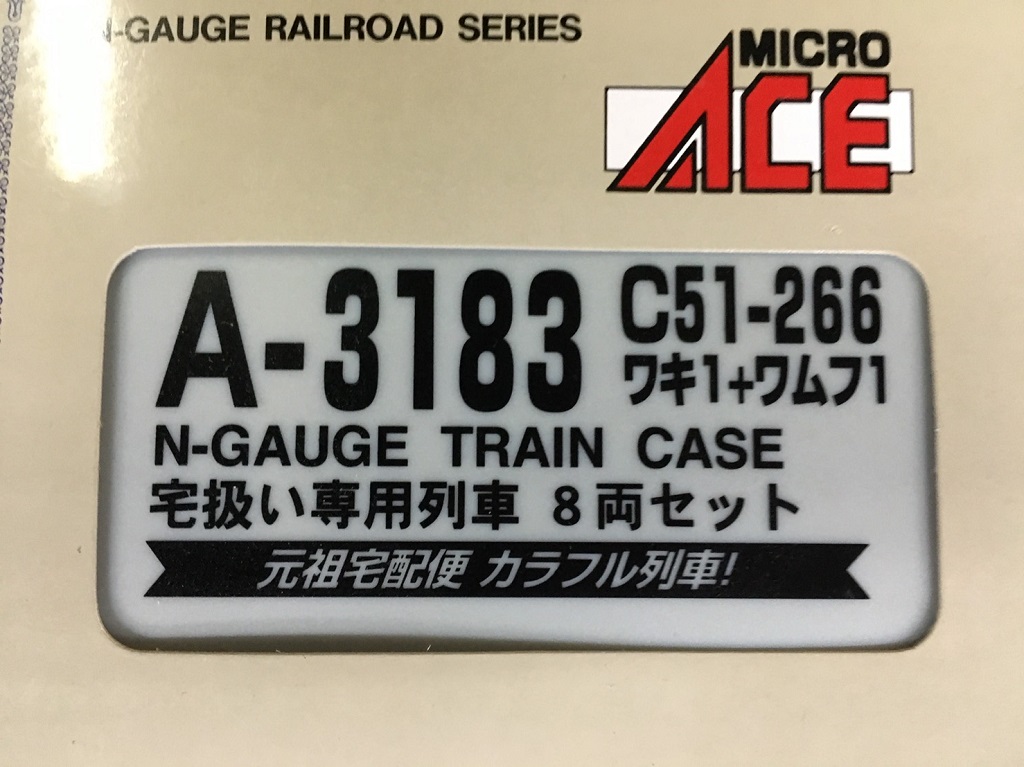 N-GAUGE RAILROAD SERIES
MICRO
ACE
A-3183
C51-266
ワキ1+ワムフ1
N-GAUGE TRAIN CASE
宅扱い専用列車 8両セット
元祖宅配便 カラフル列車!